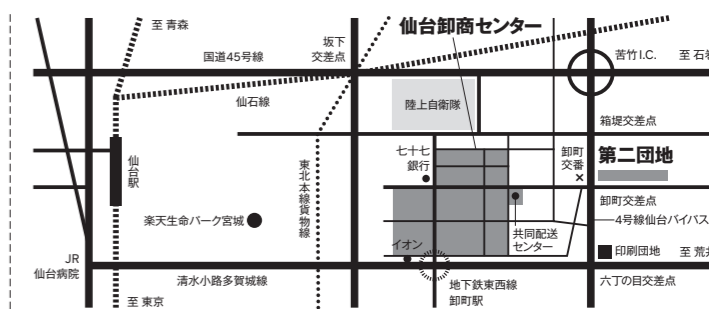 至 青森
坂下
交差点
仙台卸商センター
国道45号線
苦竹I.C.
至 石巻
仙石線
陸上自衛隊
箱堤交差点
七十七
銀行
卸町
交番
第二団地
仙台駅
東北本線貨物線
卸町交差点
楽天生命パーク宮城
4号線仙台バイパス
共同配送
センター
イオン
印刷団地
至 荒井
JR
仙台病院
清水小路多賀城線
地下鉄東西線
卸町駅
六丁の目交差点
至 東京